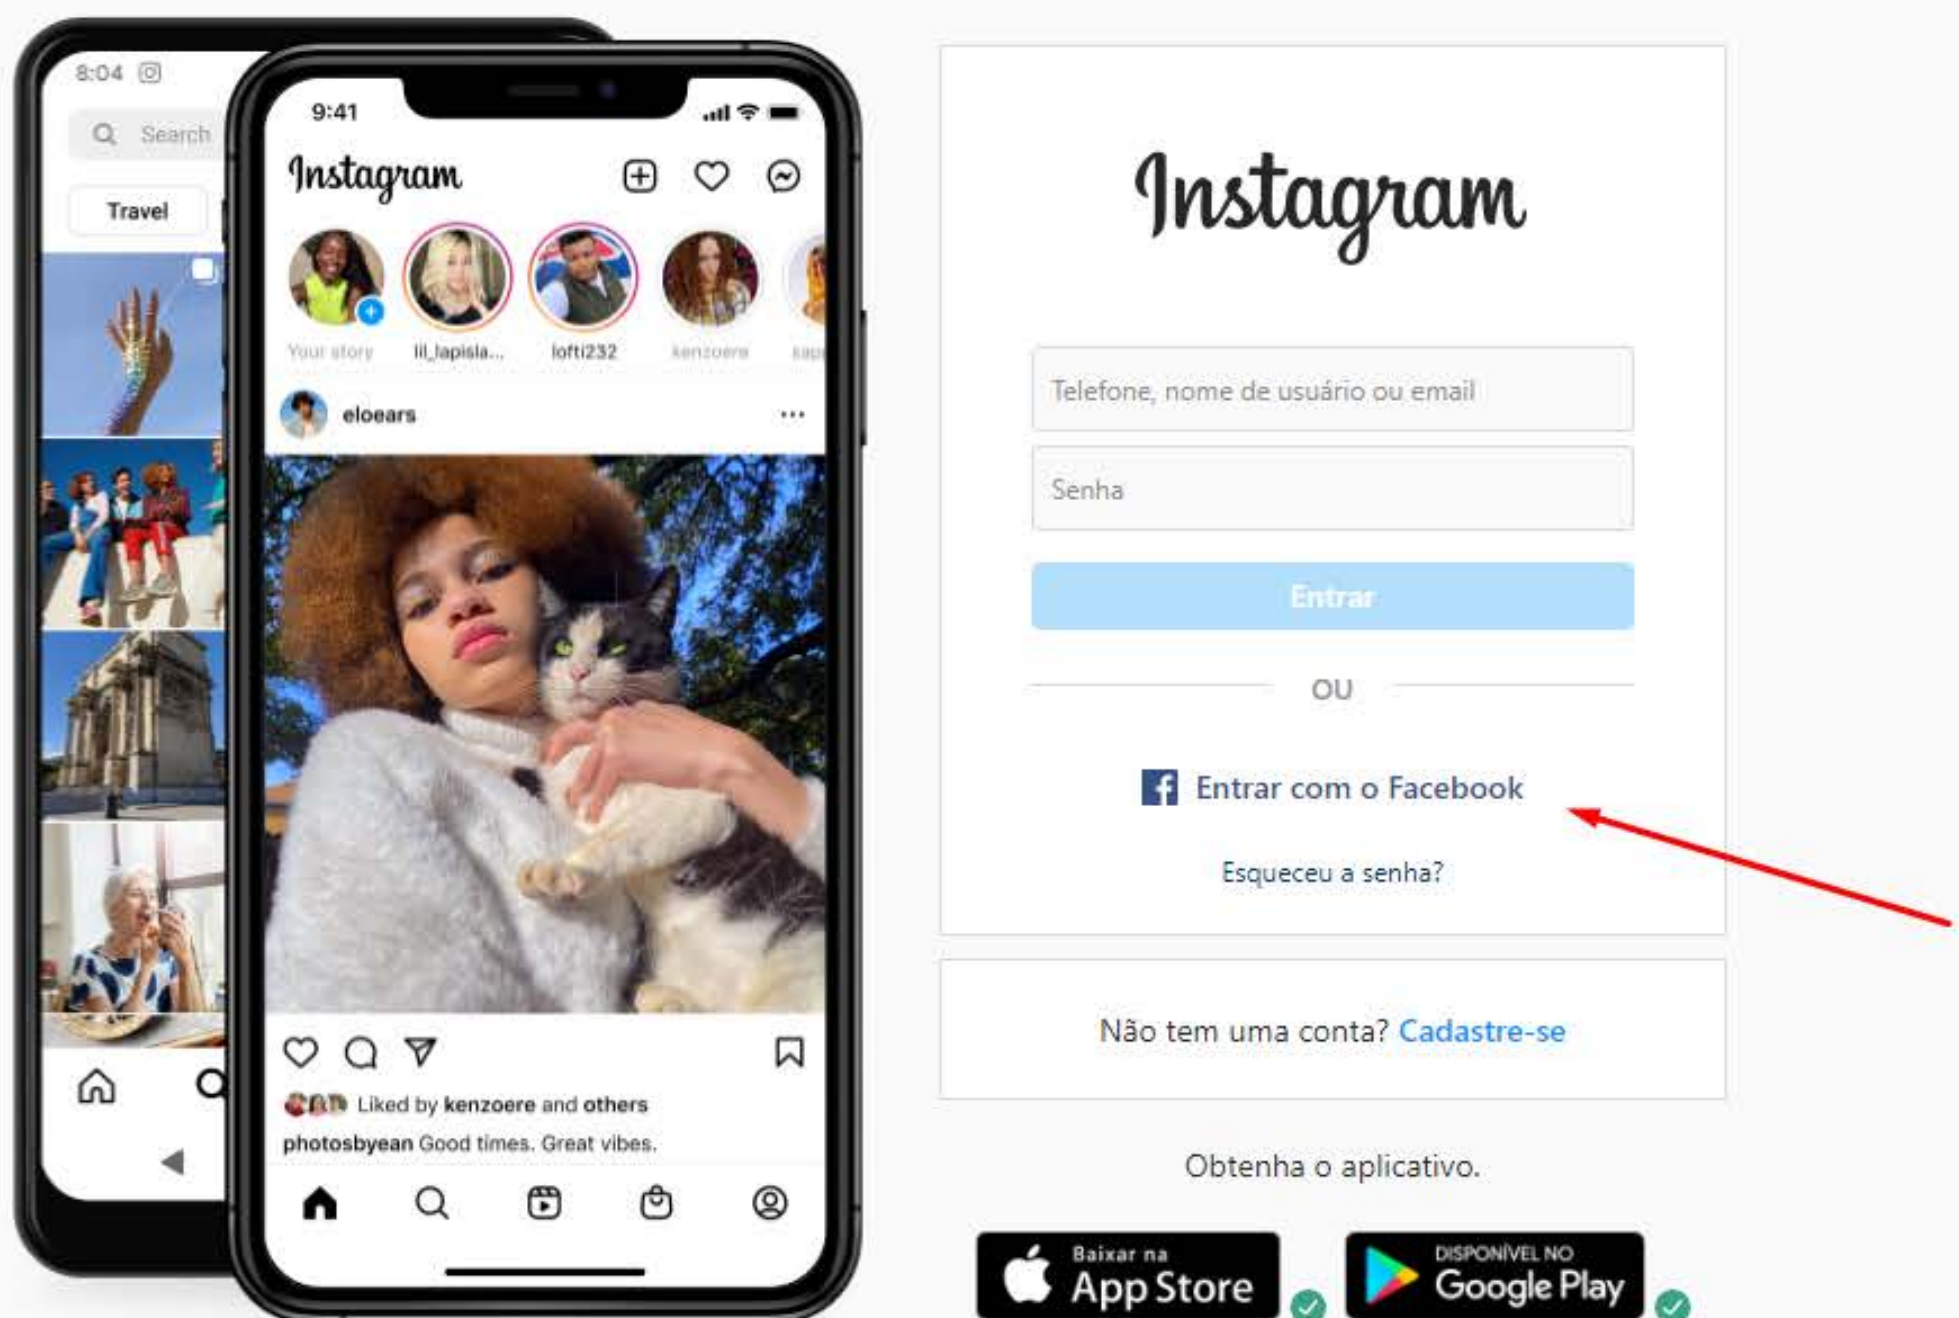 8:04
Search
Travel
9:41
Instagram
Your story
lil_lapisla...
lofti232
kenzoere
eloears
Liked by kenzoere and others
photosbyean Good times. Great vibes.
Instagram
Telefone, nome de usuário ou email
Senha
Entrar
OU
Entrar com o Facebook
Esqueceu a senha?
Não tem uma conta? Cadastre-se
Obtenha o aplicativo.
Baixar na
App Store
DISPONÍVEL NO
Google Play